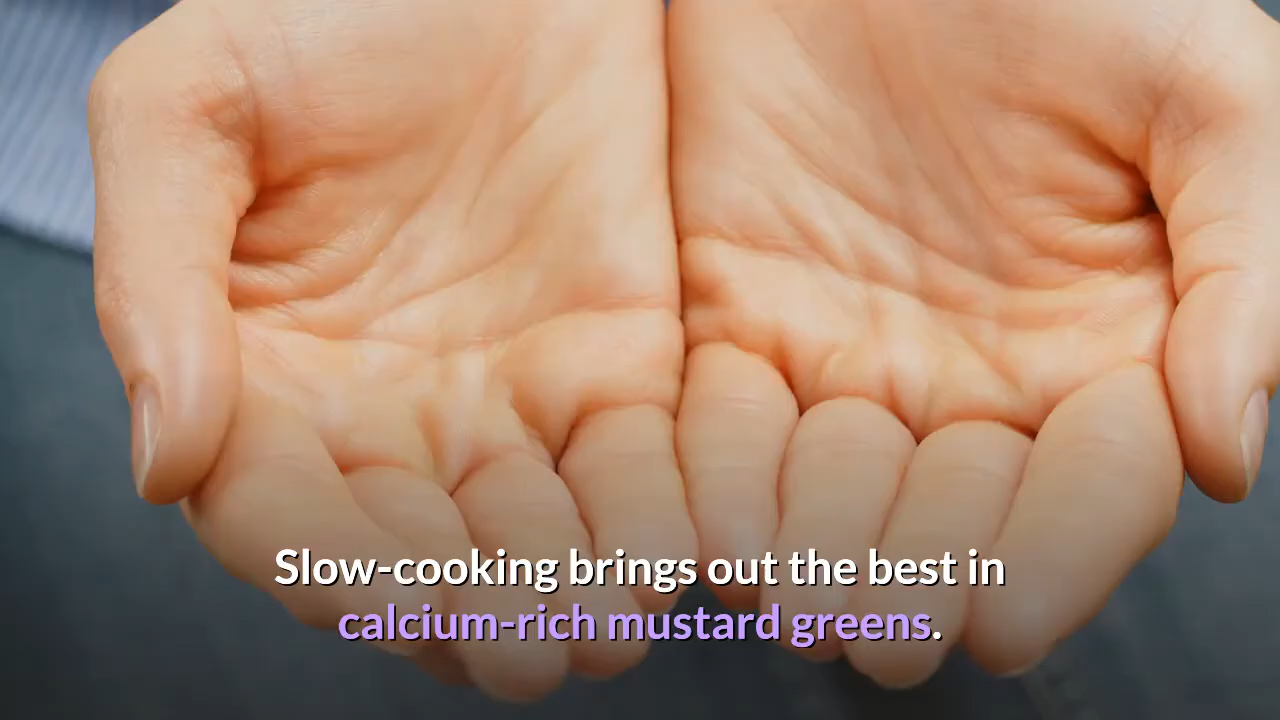 Slow-cooking brings out the best in
calcium-rich mustard greens.